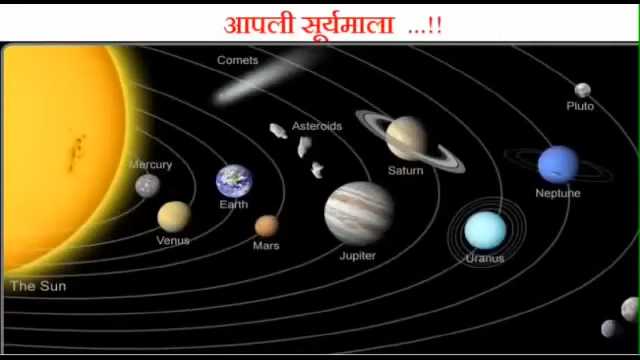 आपली सूर्यमाला ...!!
Comets
Pluto
Asteroids
Mercury
Saturn
Neptune
Earth
Venus
Mars
Jupiter
Uranus
The Sun